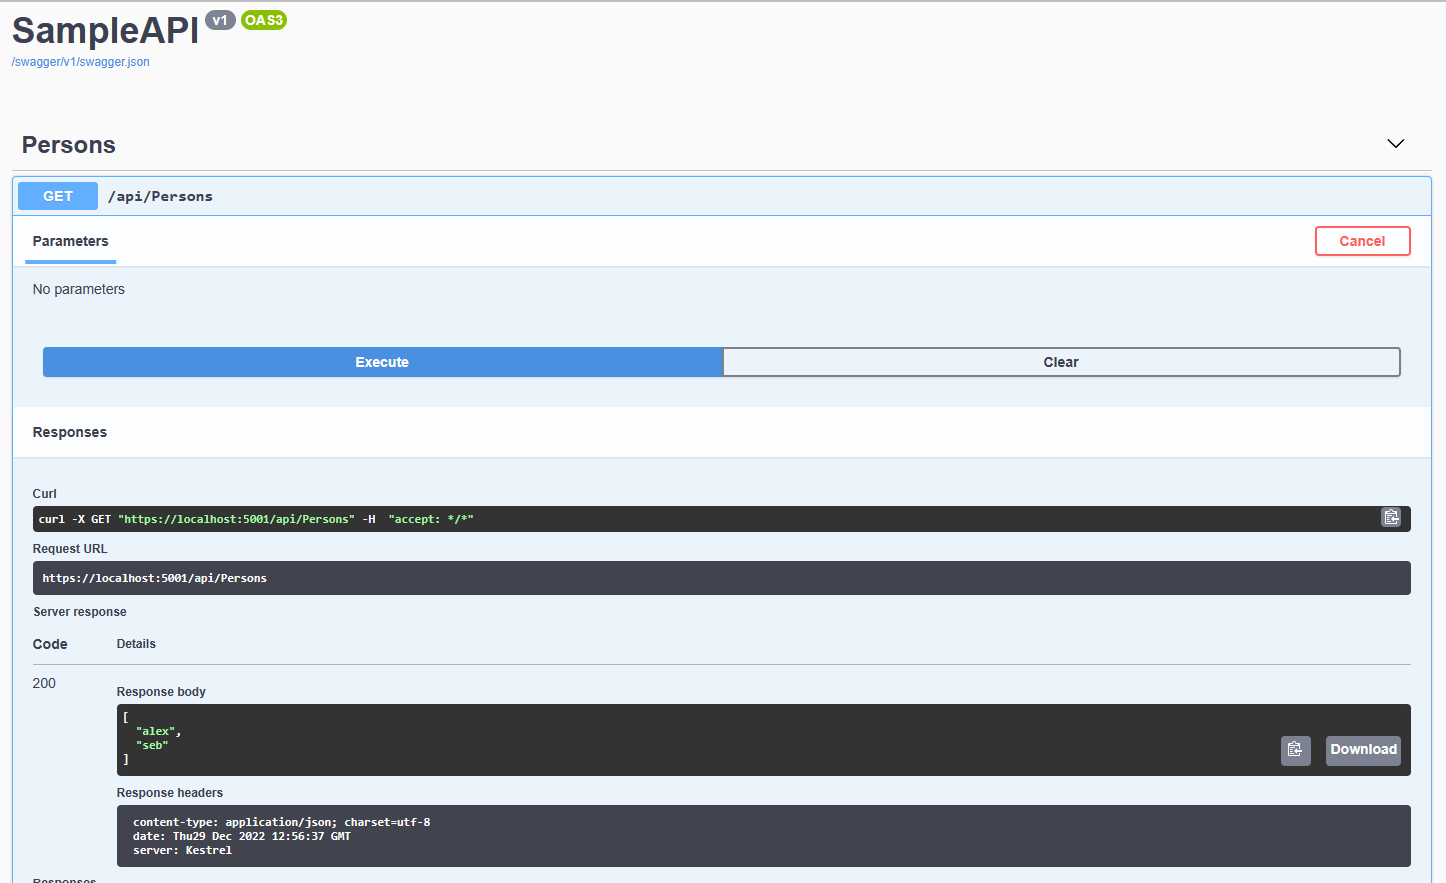 SampleAPI v1 OAS3
/swagger/v1/swagger.json
Persons
GET /api/Persons
Parameters Cancel
No parameters
Execute Clear
Responses
Curl
curl -X GET "https://localhost:5001/api/Persons" -H  "accept: */*"
Request URL
https://localhost:5001/api/Persons
Server response
Code Details
200
Response body
[
  "alex",
  "seb"
]
Download
Response headers
content-type: application/json; charset=utf-8
date: Thu29 Dec 2022 12:56:37 GMT
server: Kestrel
Responses